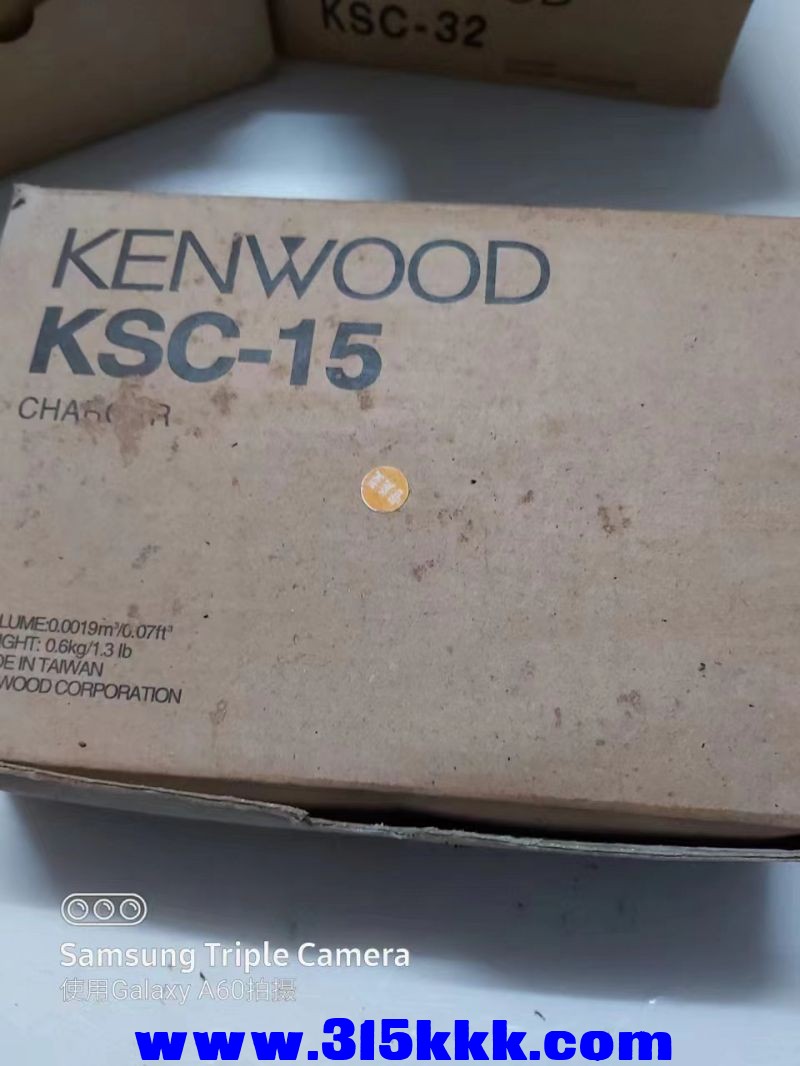 KSC-32
KENWOOD
KSC-15
LUME:0.0019m³/0.07ft³
IGHT: 0.6kg/1.3 lb
DE IN TAIWAN
WOOD CORPORATION
Samsung Triple Camera
使用Galaxy A60拍摄
www.315kkk.com